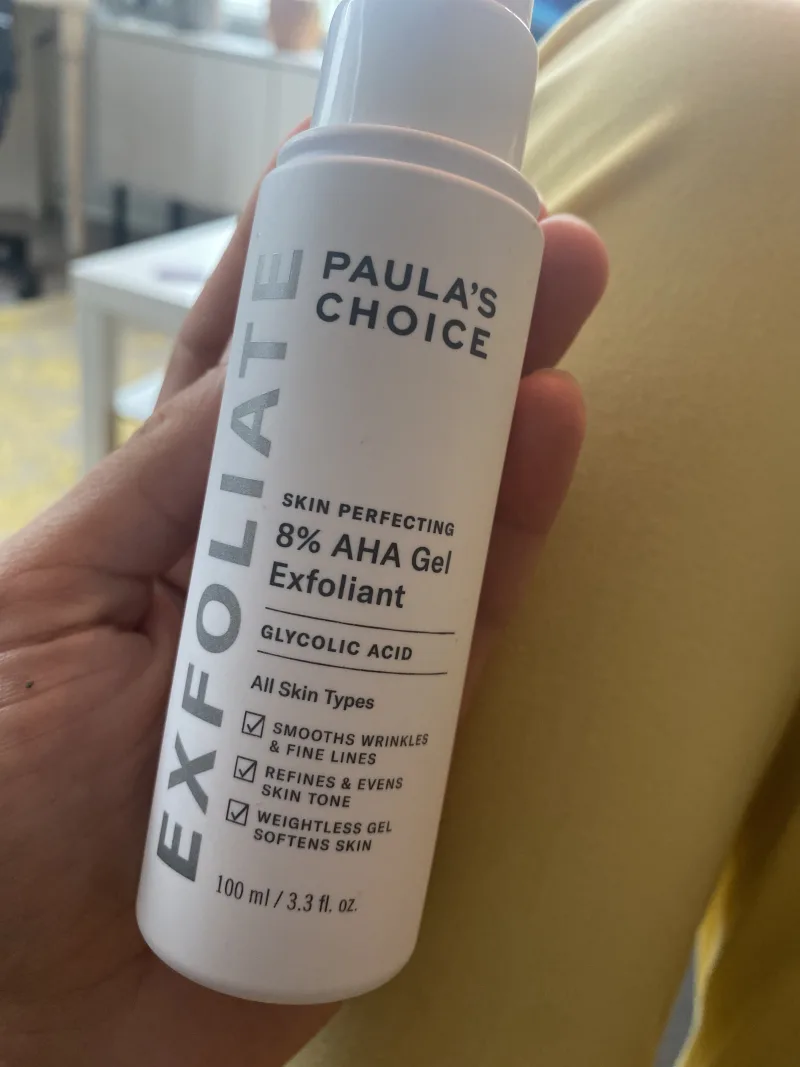 EXFOLIATE
PAULA'S
CHOICE
SKIN PERFECTING
8% AHA Gel
Exfoliant
GLYCOLIC ACID
All Skin Types
SMOOTHS WRINKLES
& FINE LINES
REFINES & EVENS
SKIN TONE
WEIGHTLESS GEL
SOFTENS SKIN
100 ml / 3.3 fl. oz.